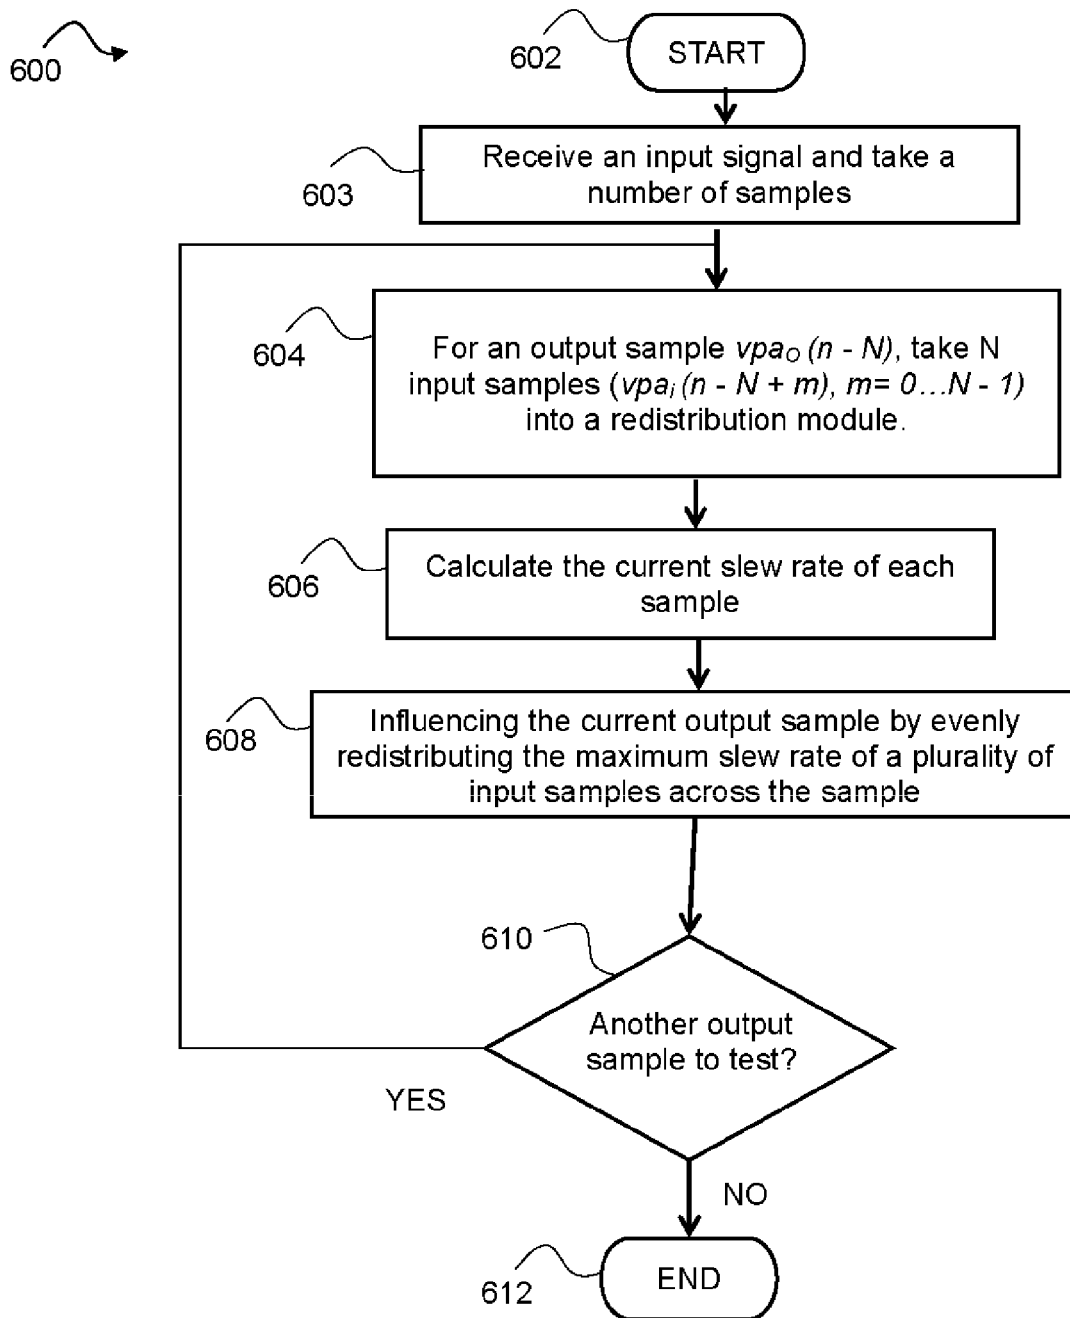 600
602
START
603
Receive an input signal and take a
number of samples
604
For an output sample vpaO (n - N), take N
input samples (vpai (n - N + m), m= 0...N - 1)
into a redistribution module.
606
Calculate the current slew rate of each
sample
608
Influencing the current output sample by evenly
redistributing the maximum slew rate of a plurality of
input samples across the sample
610
Another output
sample to test?
YES
NO
612
END